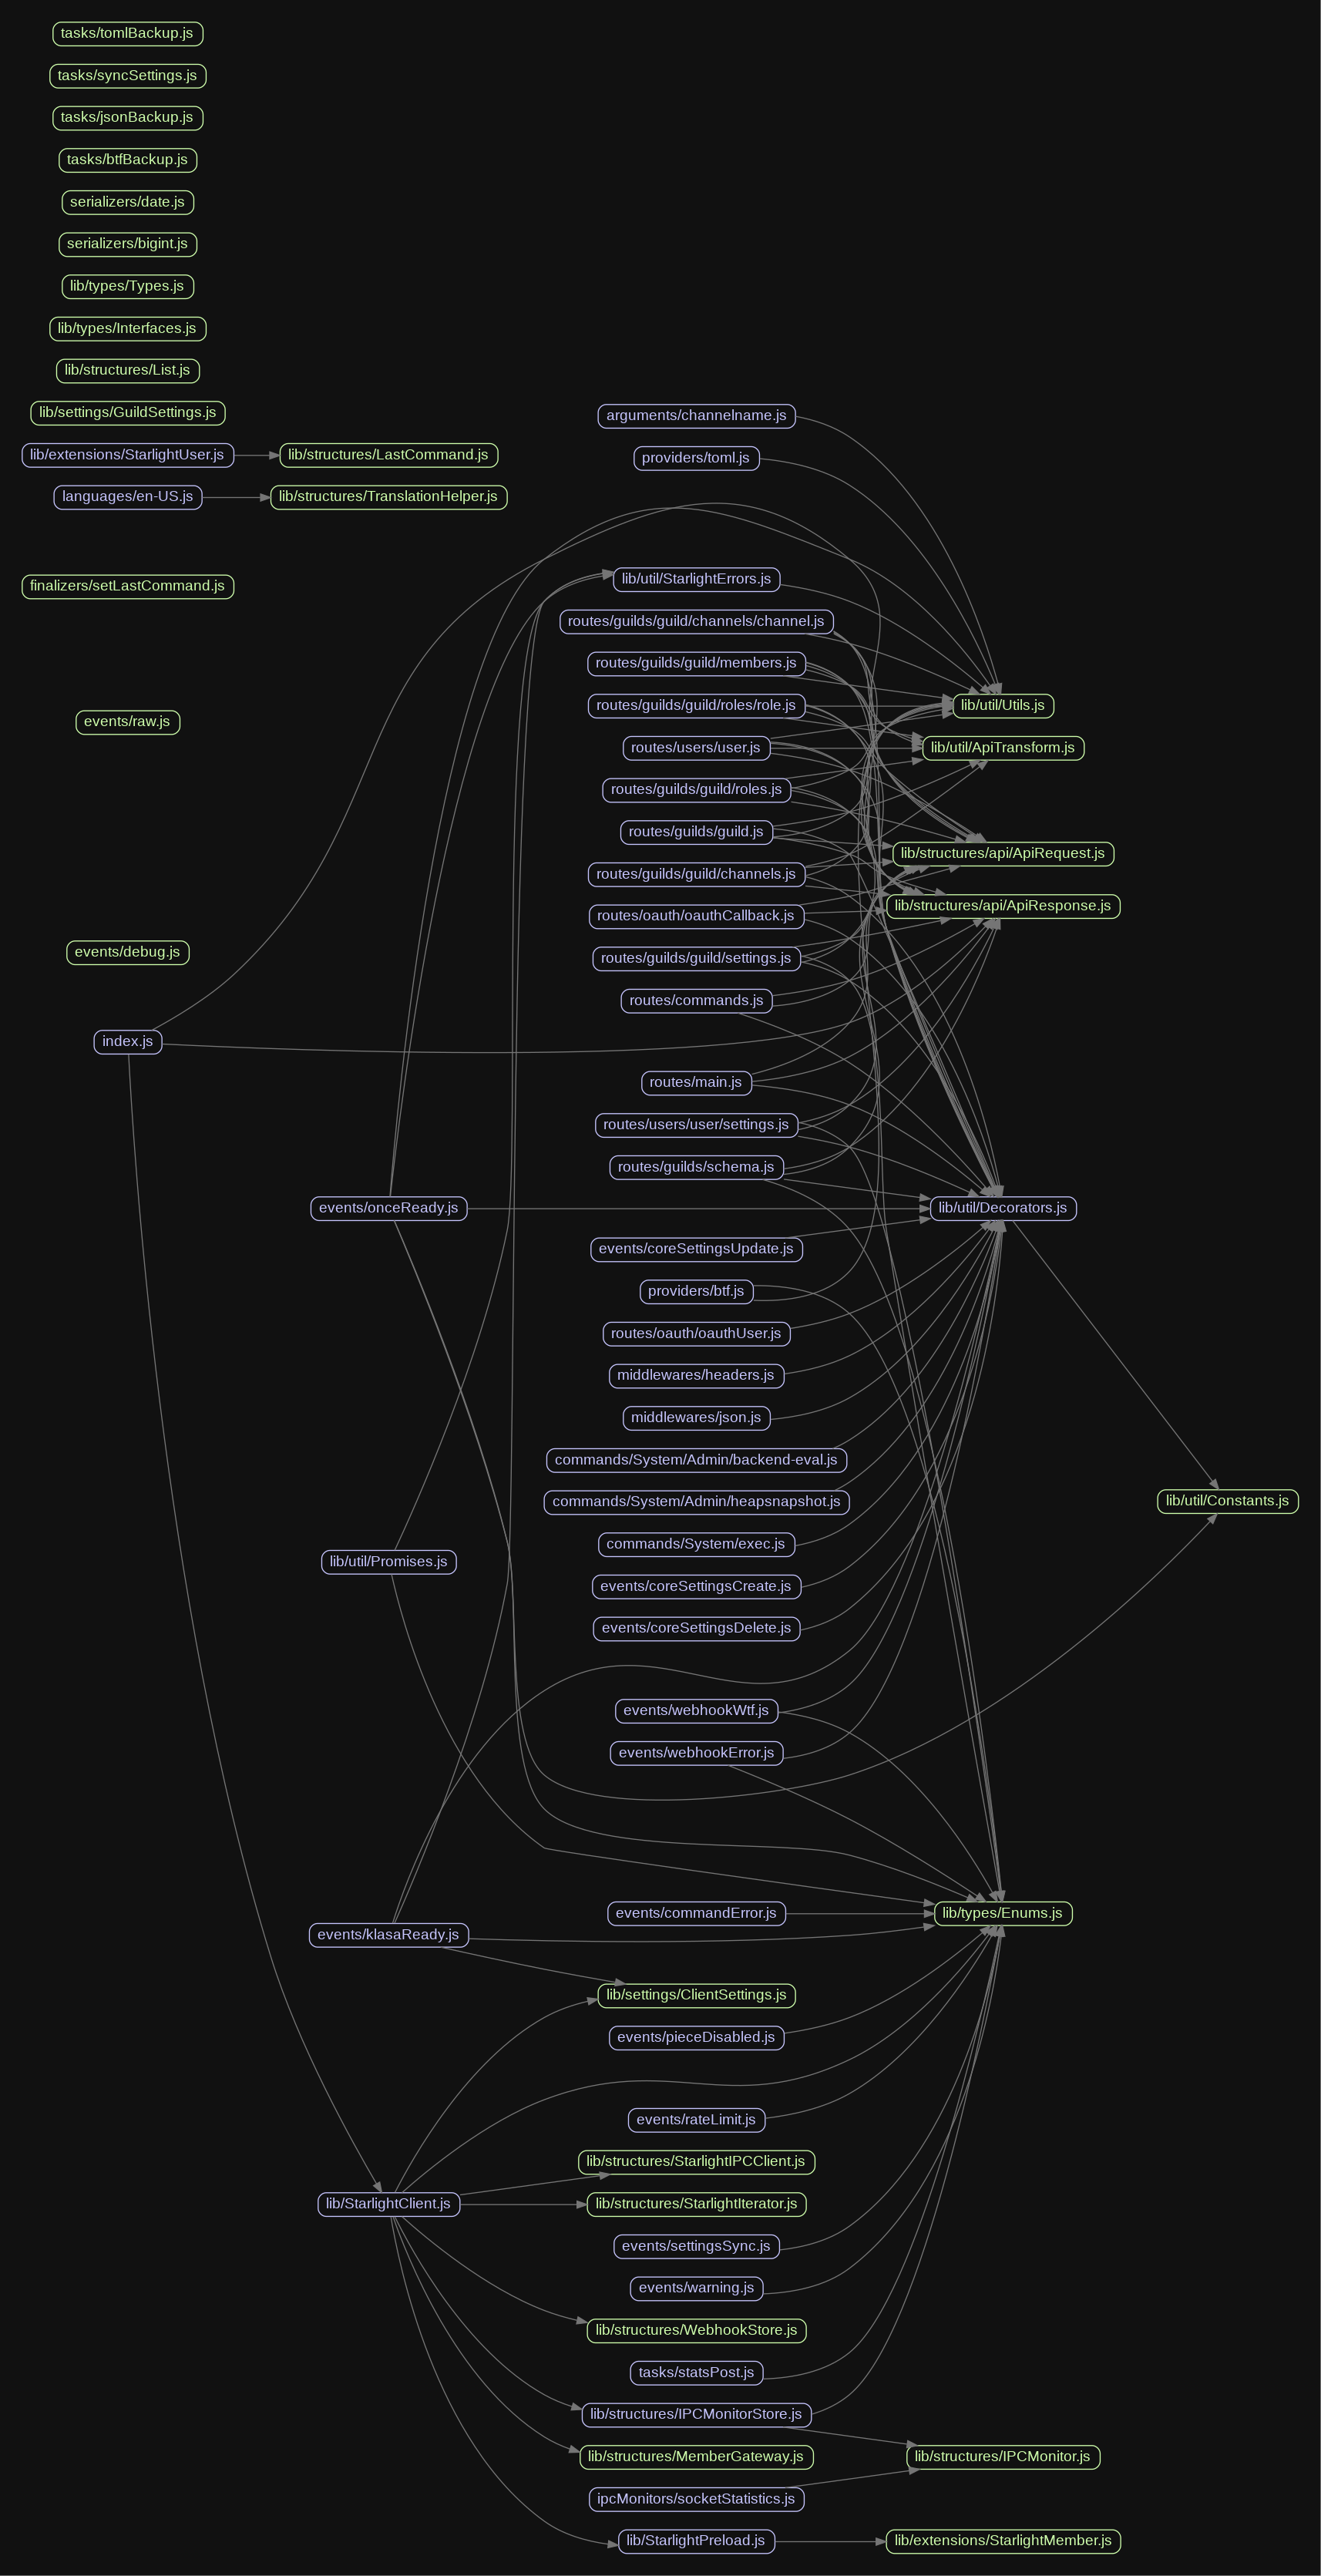 tasks/tomlBackup.js
tasks/syncSettings.js
tasks/jsonBackup.js
tasks/btfBackup.js
serializers/date.js
serializers/bigint.js
lib/types/Types.js
lib/types/Interfaces.js
lib/structures/List.js
lib/settings/GuildSettings.js
lib/extensions/StarlightUser.js
languages/en-US.js
finalizers/setLastCommand.js
events/raw.js
events/debug.js
index.js
lib/structures/LastCommand.js
lib/structures/TranslationHelper.js
events/onceReady.js
lib/util/Promises.js
events/klasaReady.js
lib/StarlightClient.js
arguments/channelname.js
providers/toml.js
lib/util/StarlightErrors.js
routes/guilds/guild/channels/channel.js
routes/guilds/guild/members.js
routes/guilds/guild/roles/role.js
routes/users/user.js
routes/guilds/guild/roles.js
routes/guilds/guild.js
routes/guilds/guild/channels.js
routes/oauth/oauthCallback.js
routes/guilds/guild/settings.js
routes/commands.js
routes/main.js
routes/users/user/settings.js
routes/guilds/schema.js
events/coreSettingsUpdate.js
providers/btf.js
routes/oauth/oauthUser.js
middlewares/headers.js
middlewares/json.js
commands/System/Admin/backend-eval.js
commands/System/Admin/heapsnapshot.js
commands/System/exec.js
events/coreSettingsCreate.js
events/coreSettingsDelete.js
events/webhookWtf.js
events/webhookError.js
events/commandError.js
lib/settings/ClientSettings.js
events/pieceDisabled.js
events/rateLimit.js
lib/structures/StarlightIPCClient.js
lib/structures/StarlightIterator.js
events/settingsSync.js
events/warning.js
lib/structures/WebhookStore.js
tasks/statsPost.js
lib/structures/IPCMonitorStore.js
lib/structures/MemberGateway.js
ipcMonitors/socketStatistics.js
lib/StarlightPreload.js
lib/util/Utils.js
lib/util/ApiTransform.js
lib/structures/api/ApiRequest.js
lib/structures/api/ApiResponse.js
lib/util/Decorators.js
lib/types/Enums.js
lib/structures/IPCMonitor.js
lib/extensions/StarlightMember.js
lib/util/Constants.js